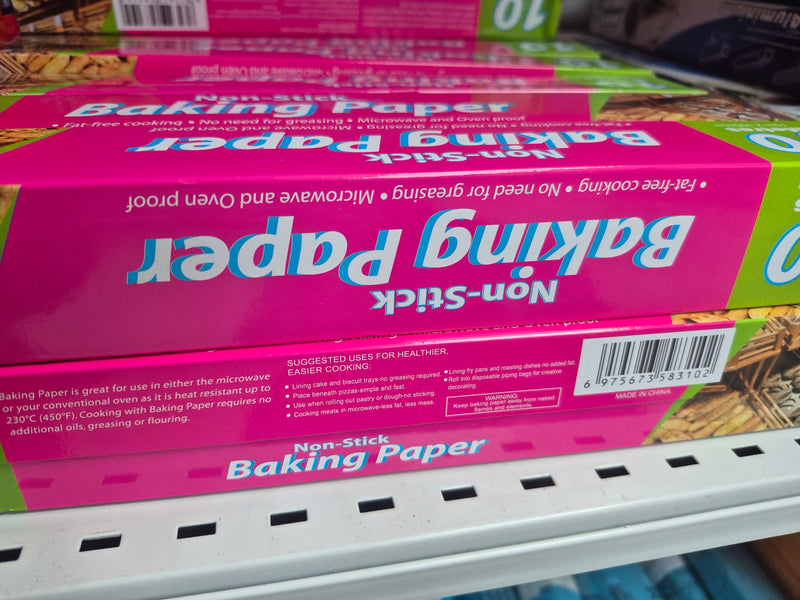 10
Non-Stick
Baking Paper
• Fat-free cooking • No need for greasing • Microwave and Oven proof
Non-Stick
Baking Paper
• Fat-free cooking • No need for greasing • Microwave and Oven proof
Non-Stick
Baking Paper
Baking Paper is great for use in either the microwave
or your conventional oven as it is heat resistant up to
230°C (450°F). Cooking with Baking Paper requires no
additional oils, greasing or flouring.
SUGGESTED USES FOR HEALTHIER,
EASIER COOKING:
• Lining cake and biscuit trays-no greasing required.
• Place beneath pizzas-simple and fast.
• Use when rolling out pastry or dough-no sticking.
• Cooking meats in microwave-less fat, less mess.
• Lining fry pans and roasting dishes no added fat.
• Roll into disposable piping bags for creative
decorating.
WARNING:
Keep baking paper away from naked
flames and elements.
6 975673 583102
MADE IN CHINA
Non-Stick
Baking Paper